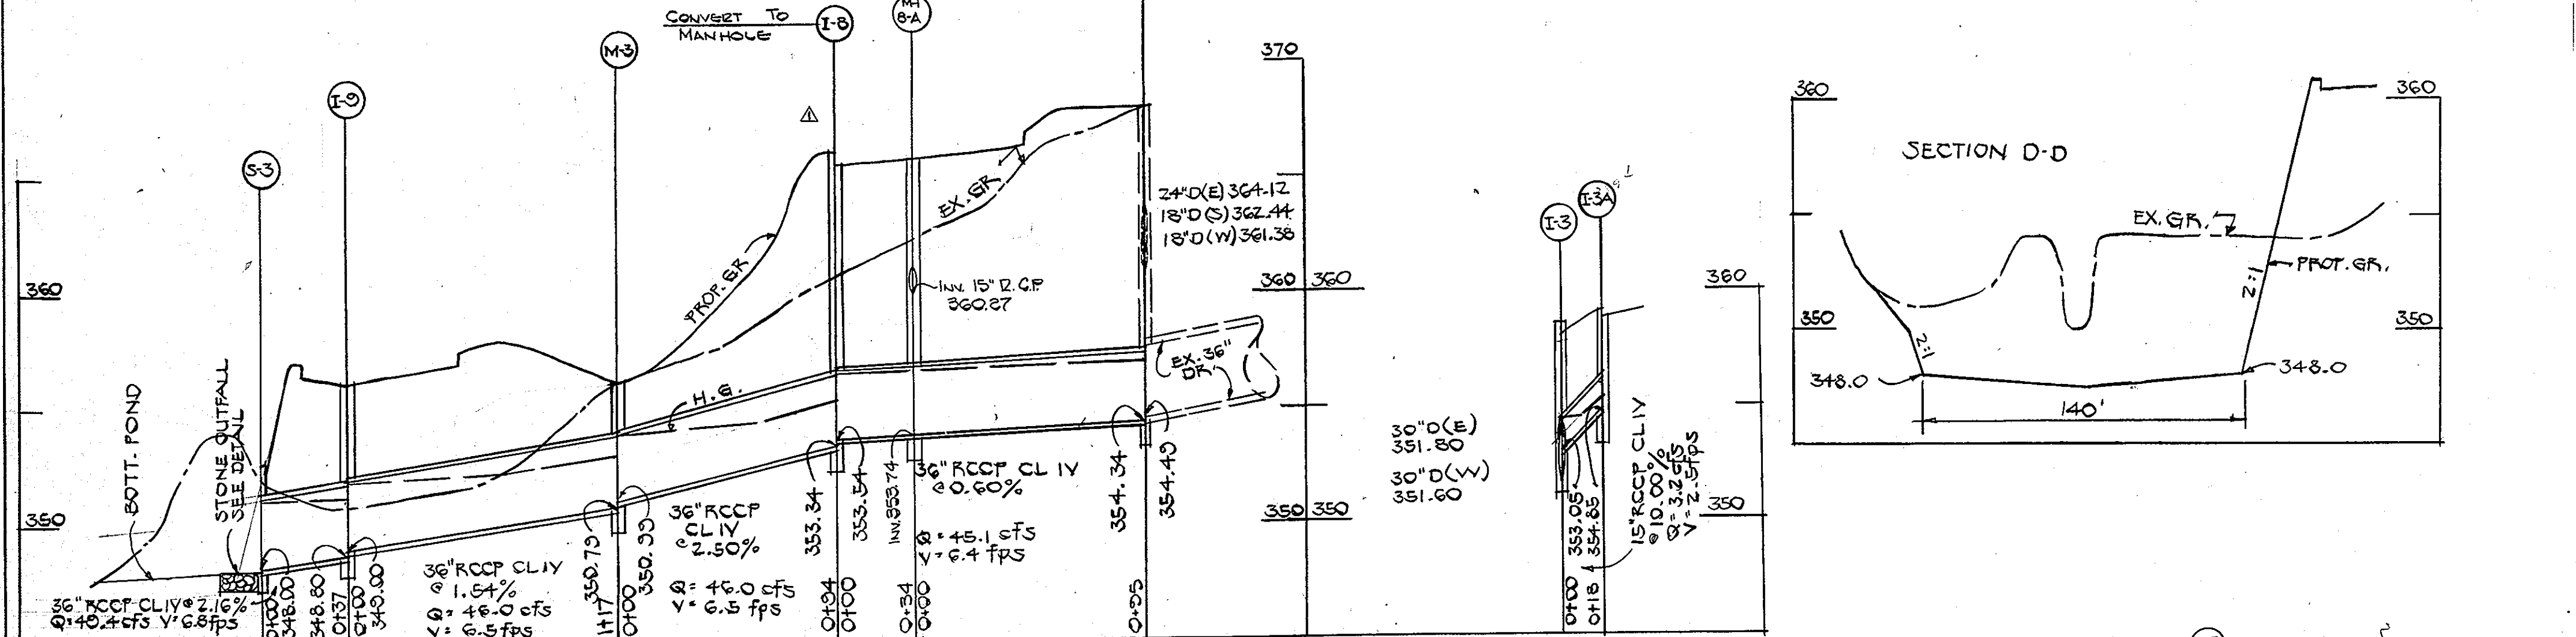 CONVERT TO
MANHOLE
I-8
MH
8-A
M-3
I-9
S-3
370
360
360
SECTION D-D
EX. GR.
PROP. GR.
2:1
350
350
2:1
348.0
348.0
140'
I-3
I-3A
24"D(E) 364.12
18"D(S) 362.44
18"D(W) 361.38
EX. GR
PROP. GR
INV. 15" R.C.P.
360.27
360
360
360
360
EX. 36"
DR.
H.G.
BOTT. POND
STONE OUTFALL
SEE DETAIL
30"D(E)
351.80
30"D(W)
351.60
350
350
350
350
36" RCCP CL IV @ 2.16%
Q=49.4cfs V=6.8fps
0+00
348.00
348.80
0+37
0+00
349.00
36" RCCP CL IV
@ 1.54%
Q= 46.0 cfs
V= 6.5 fps
350.79
1+17
0+00
350.99
36" RCCP
CL IV
@ 2.50%
Q= 46.0 cfs
V= 6.5 fps
353.34
0+94
0+00
353.54
INV. 353.74
0+34
0+00
36" RCCP CL IV
@ 0.60%
Q= 45.1 cfs
V= 6.4 fps
354.34
354.49
0+95
0+00
353.05
0+18
354.85
15" RCCP CL IV
@ 10.00%
Q= 3.2 cfs
V= 2.5 fps